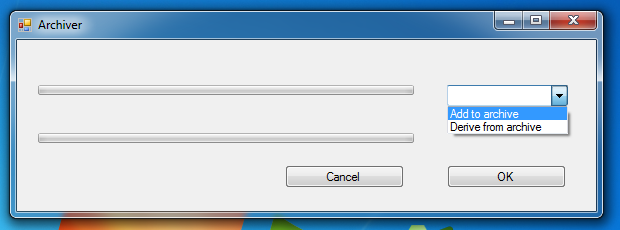 Archiver
Add to archive
Derive from archive
Cancel
OK